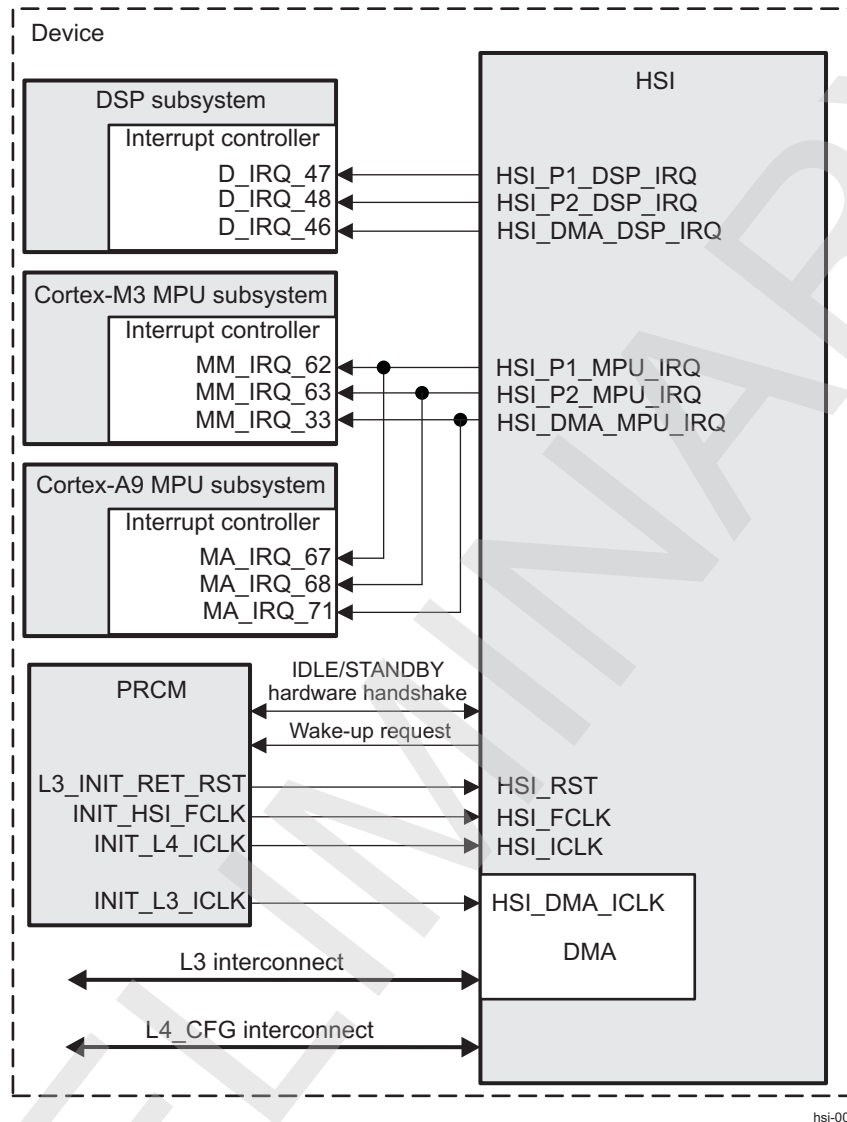 Device
DSP subsystem
Interrupt controller
D_IRQ_47
D_IRQ_48
D_IRQ_46
HSI
HSI_P1_DSP_IRQ
HSI_P2_DSP_IRQ
HSI_DMA_DSP_IRQ
Cortex-M3 MPU subsystem
Interrupt controller
MM_IRQ_62
MM_IRQ_63
MM_IRQ_33
HSI_P1_MPU_IRQ
HSI_P2_MPU_IRQ
HSI_DMA_MPU_IRQ
Cortex-A9 MPU subsystem
Interrupt controller
MA_IRQ_67
MA_IRQ_68
MA_IRQ_71
PRCM
IDLE/STANDBY
hardware handshake
Wake-up request
L3_INIT_RET_RST
INIT_HSI_FCLK
INIT_L4_ICLK
INIT_L3_ICLK
HSI_RST
HSI_FCLK
HSI_ICLK
HSI_DMA_ICLK
DMA
L3 interconnect
L4_CFG interconnect
hsi-00